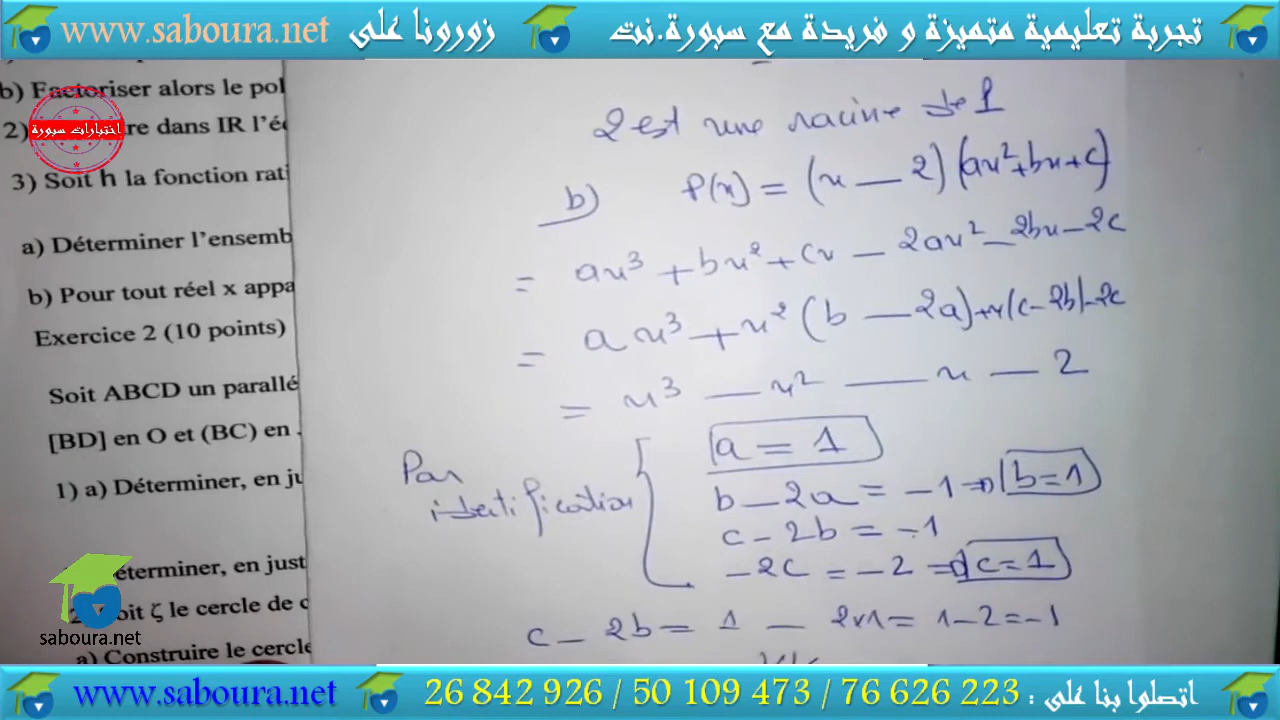 www.saboura.net زورونا على تجربة تعليمية متميزة و فريدة مع سبورة.نت
b) Factoriser alors le pol
2) re dans IR l'é
اختبارات سبورة
3) Soit h la fonction rati
a) Déterminer l'ensemb
b) Pour tout réel x appa
Exercice 2 (10 points)
Soit ABCD un parallé
[BD] en O et (BC) en
1) a) Déterminer, en ju
éterminer, en just
oit ζ le cercle de c
a) Construire le cercle
saboura.net
2 est une racine de P
b) P(x) = (x - 2)(ax²+bx+c)
= ax³ + bx² + cx - 2ax² - 2bx - 2c
= ax³ + x²(b - 2a) + x(c - 2b) - 2c
= x³ - x² - x - 2
Par identification
a = 1
b - 2a = -1 ⇒ b = 1
c - 2b = -1
-2c = -2 ⇒ c = 1
c - 2b = 1 - 2×1 = 1 - 2 = -1
www.saboura.net 26 842 926 / 50 109 473 / 76 626 223 : اتصلوا بنا على